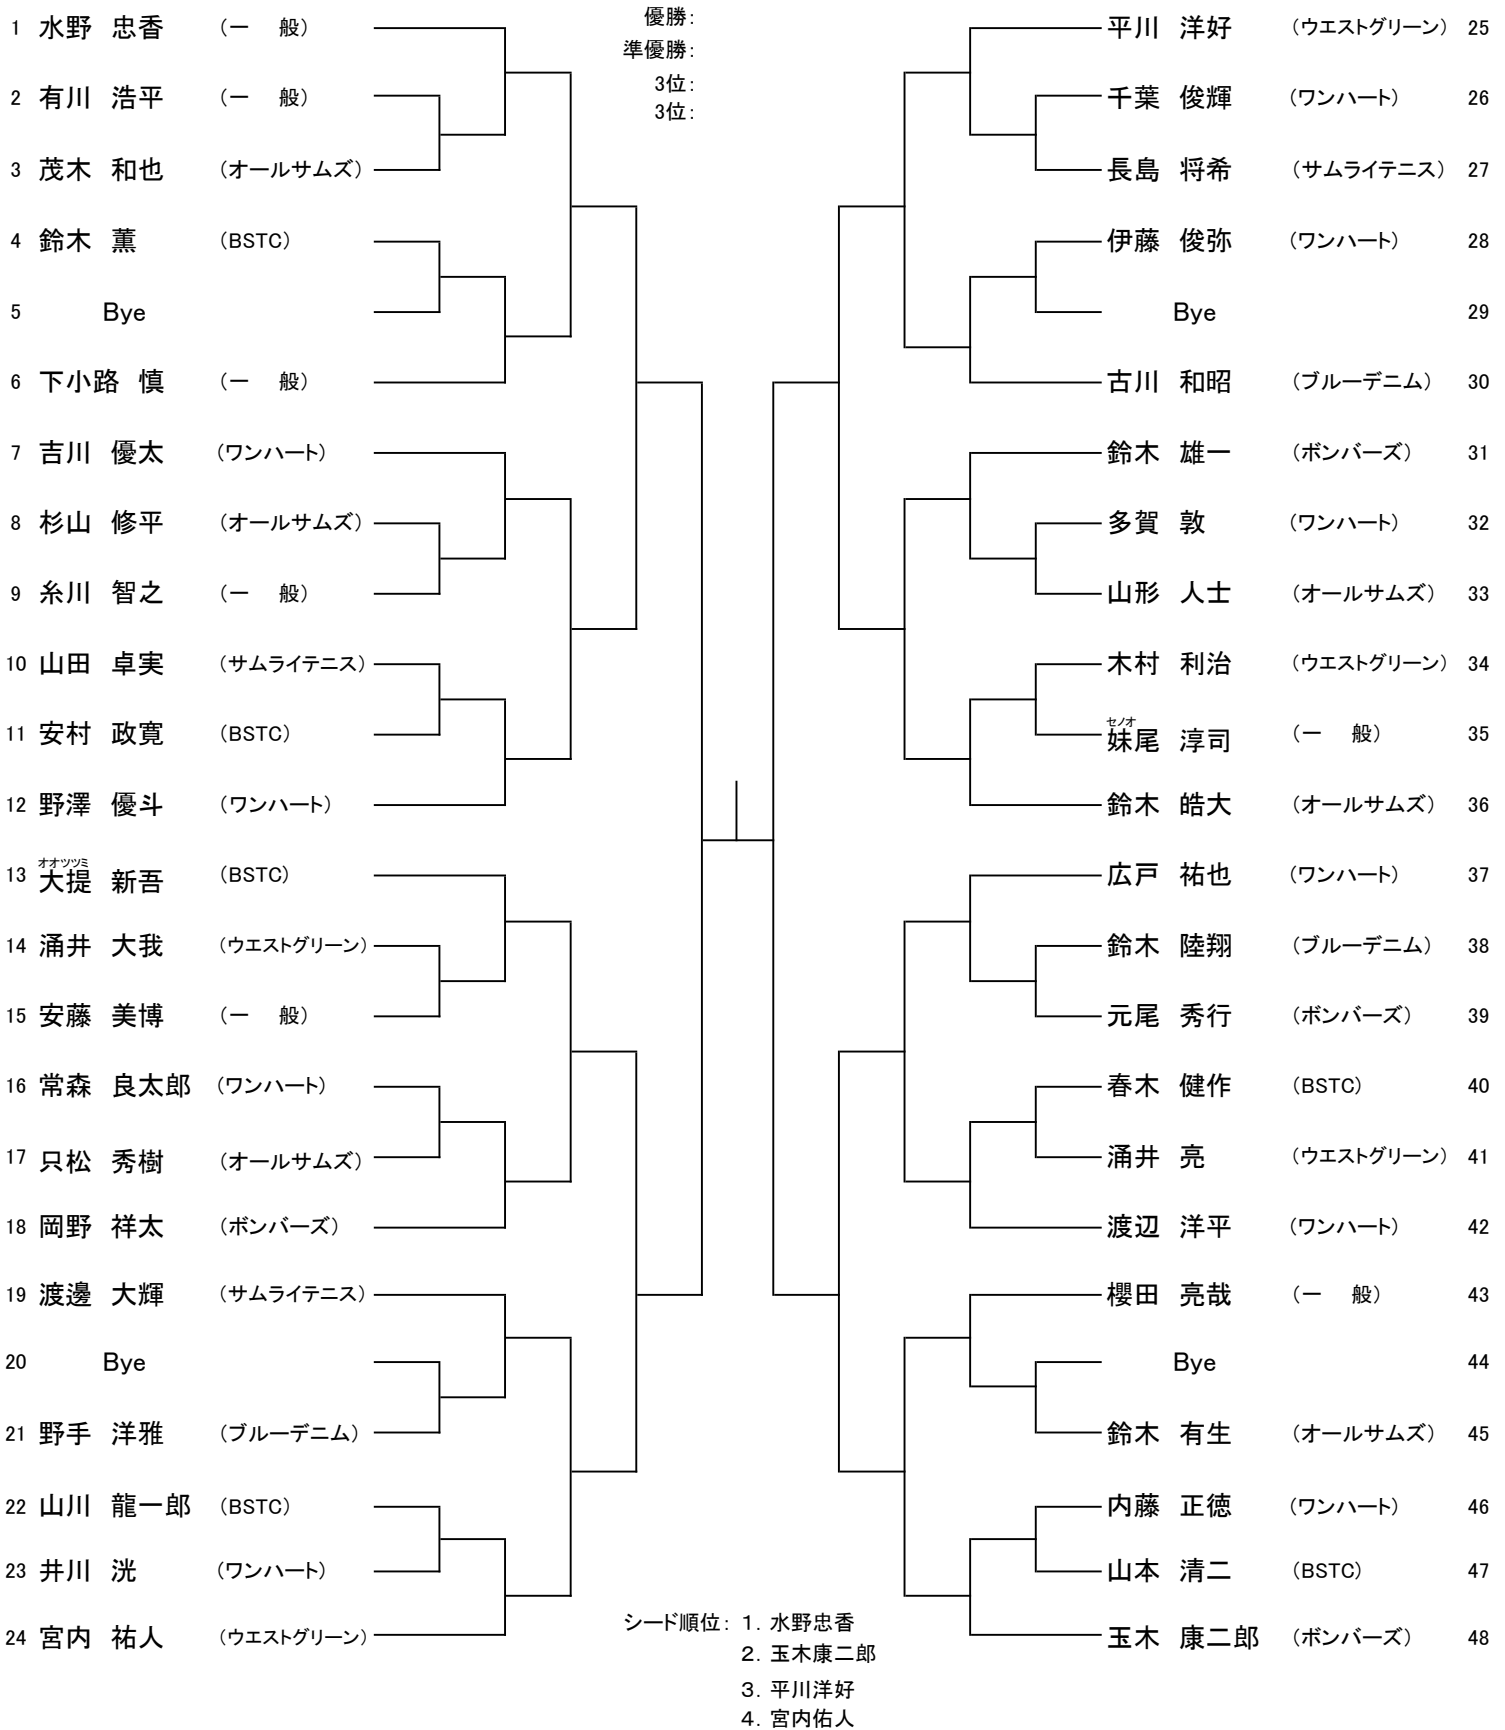 優勝：
準優勝：
3位：
3位：
1 水野 忠香 （一 般）
2 有川 浩平 （一 般）
3 茂木 和也 （オールサムズ）
4 鈴木 薫 （BSTC）
5 Bye
6 下小路 慎 （一 般）
7 吉川 優太 （ワンハート）
8 杉山 修平 （オールサムズ）
9 糸川 智之 （一 般）
10 山田 卓実 （サムライテニス）
11 安村 政寛 （BSTC）
12 野澤 優斗 （ワンハート）
オオツツミ
13 大提 新吾 （BSTC）
14 涌井 大我 （ウエストグリーン）
15 安藤 美博 （一 般）
16 常森 良太郎 （ワンハート）
17 只松 秀樹 （オールサムズ）
18 岡野 祥太 （ボンバーズ）
19 渡邊 大輝 （サムライテニス）
20 Bye
21 野手 洋雅 （ブルーデニム）
22 山川 龍一郎 （BSTC）
23 井川 洸 （ワンハート）
24 宮内 祐人 （ウエストグリーン）
平川 洋好 （ウエストグリーン） 25
千葉 俊輝 （ワンハート） 26
長島 将希 （サムライテニス） 27
伊藤 俊弥 （ワンハート） 28
Bye 29
古川 和昭 （ブルーデニム） 30
鈴木 雄一 （ボンバーズ） 31
多賀 敦 （ワンハート） 32
山形 人士 （オールサムズ） 33
木村 利治 （ウエストグリーン） 34
セノオ
妹尾 淳司 （一 般） 35
鈴木 皓大 （オールサムズ） 36
広戸 祐也 （ワンハート） 37
鈴木 陸翔 （ブルーデニム） 38
元尾 秀行 （ボンバーズ） 39
春木 健作 （BSTC） 40
涌井 亮 （ウエストグリーン） 41
渡辺 洋平 （ワンハート） 42
櫻田 亮哉 （一 般） 43
Bye 44
鈴木 有生 （オールサムズ） 45
内藤 正徳 （ワンハート） 46
山本 清二 （BSTC） 47
玉木 康二郎 （ボンバーズ） 48
シード順位： 1．水野忠香
2．玉木康二郎
3．平川洋好
4．宮内佑人